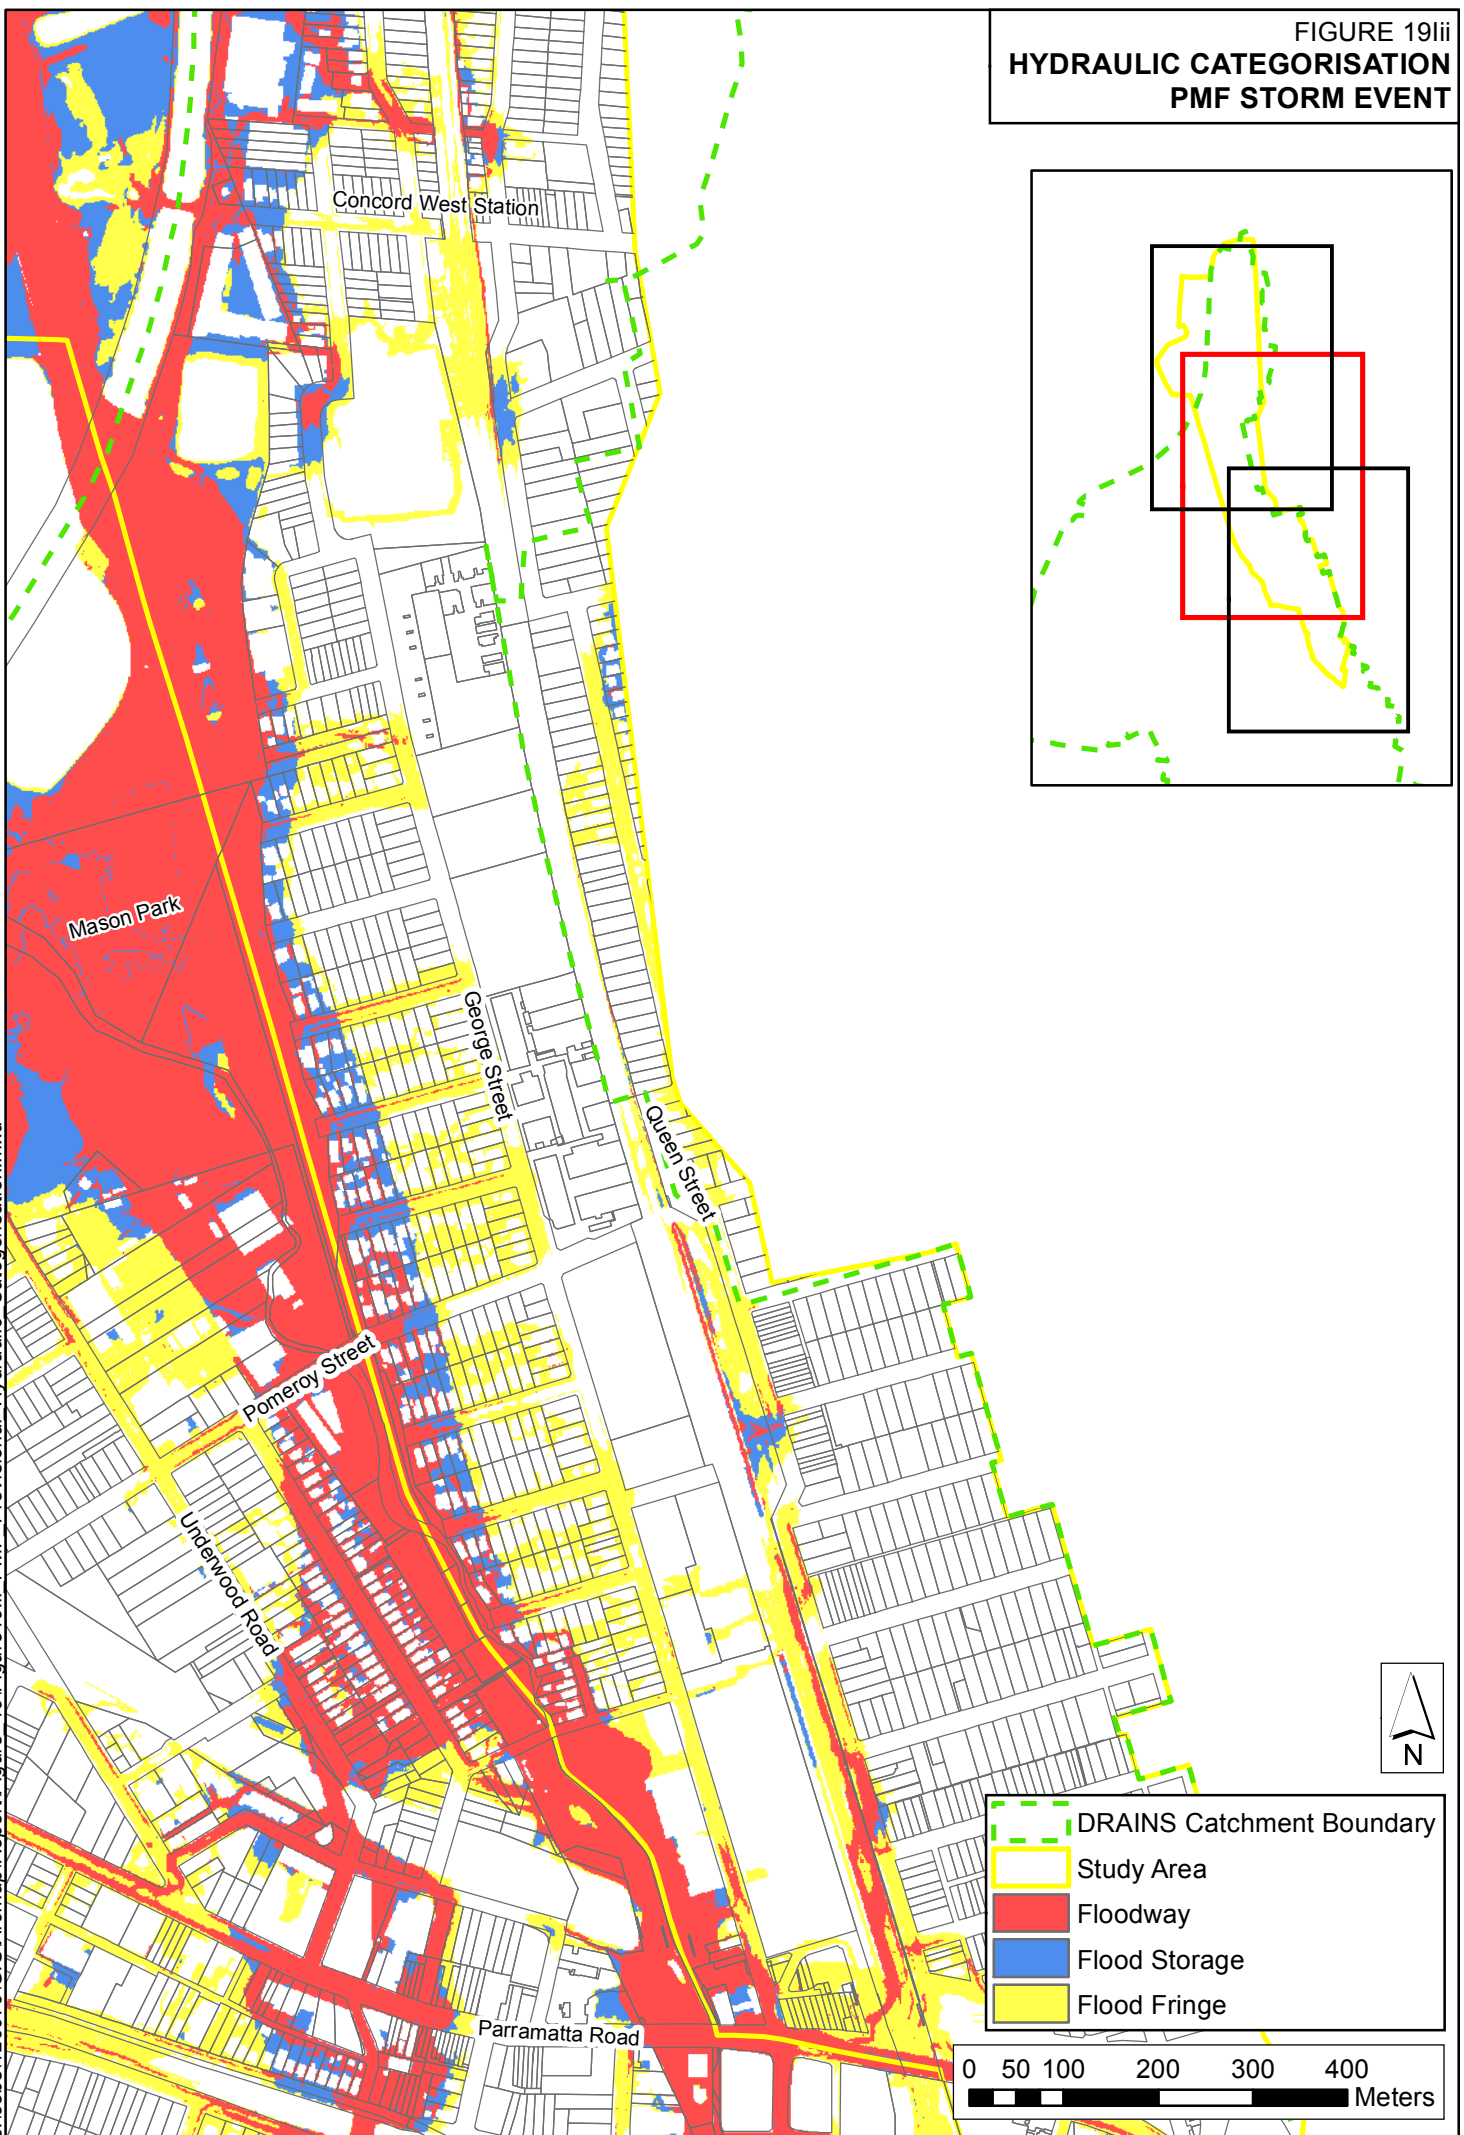 FIGURE 19Iii
HYDRAULIC CATEGORISATION
PMF STORM EVENT
Concord West Station
Mason Park
George Street
Queen Street
Pomeroy Street
Underwood Road
Parramatta Road
N
DRAINS Catchment Boundary
Study Area
Floodway
Flood Storage
Flood Fringe
0 50 100 200 300 400
Meters